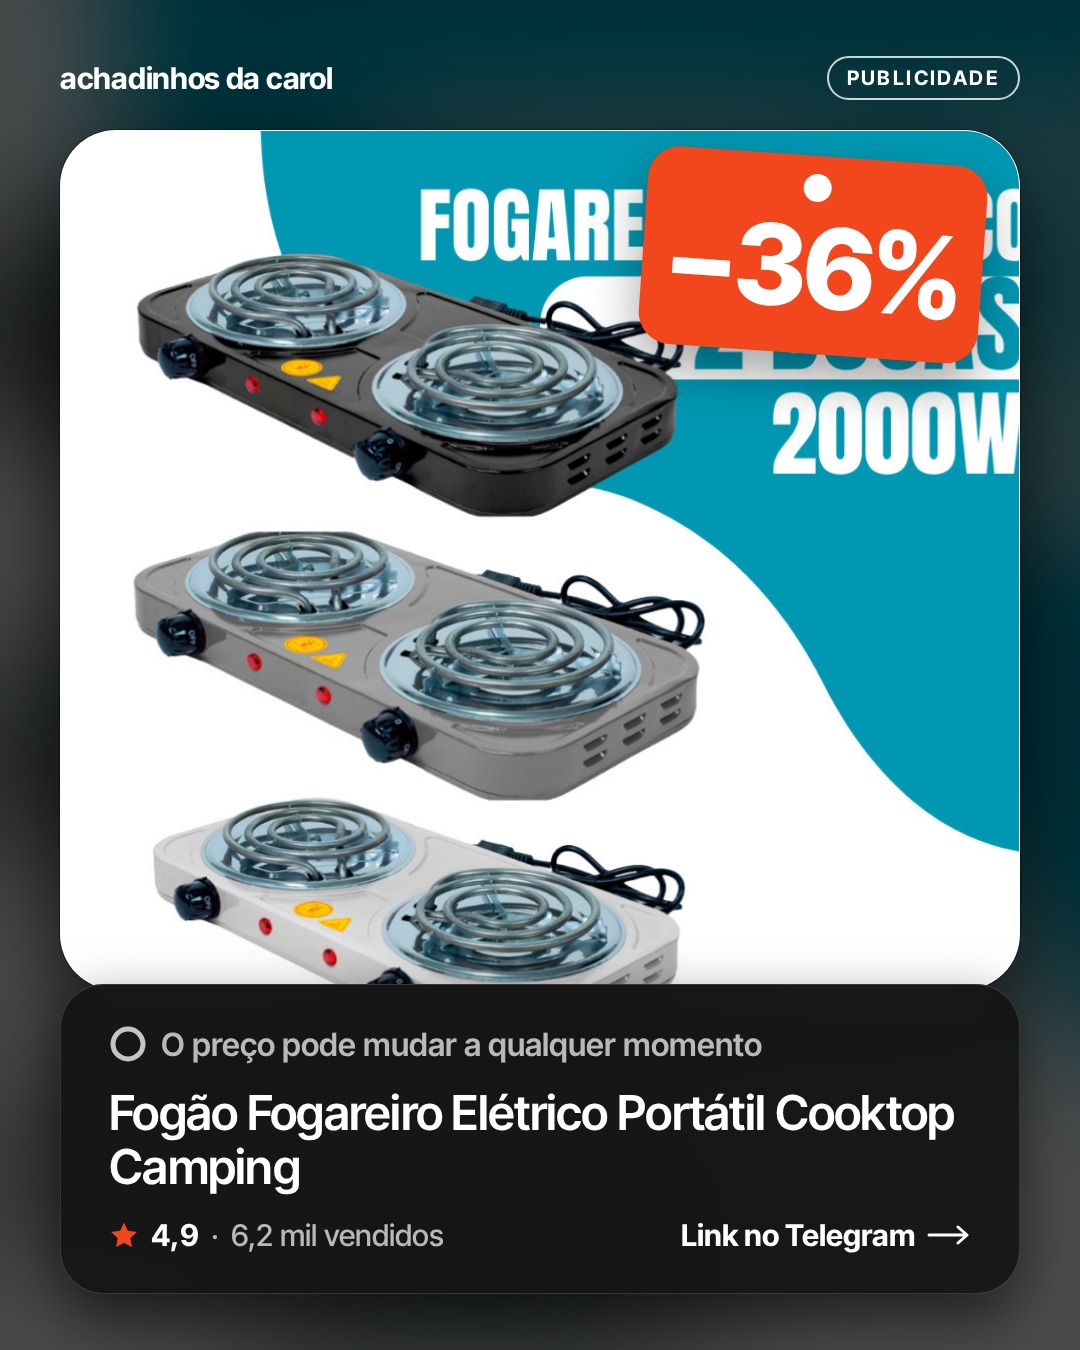 achadinhos da carol
PUBLICIDADE
-36%
2000W
O preço pode mudar a qualquer momento
Fogão Fogareiro Elétrico Portátil Cooktop
Camping
4,9 · 6,2 mil vendidos
Link no Telegram →